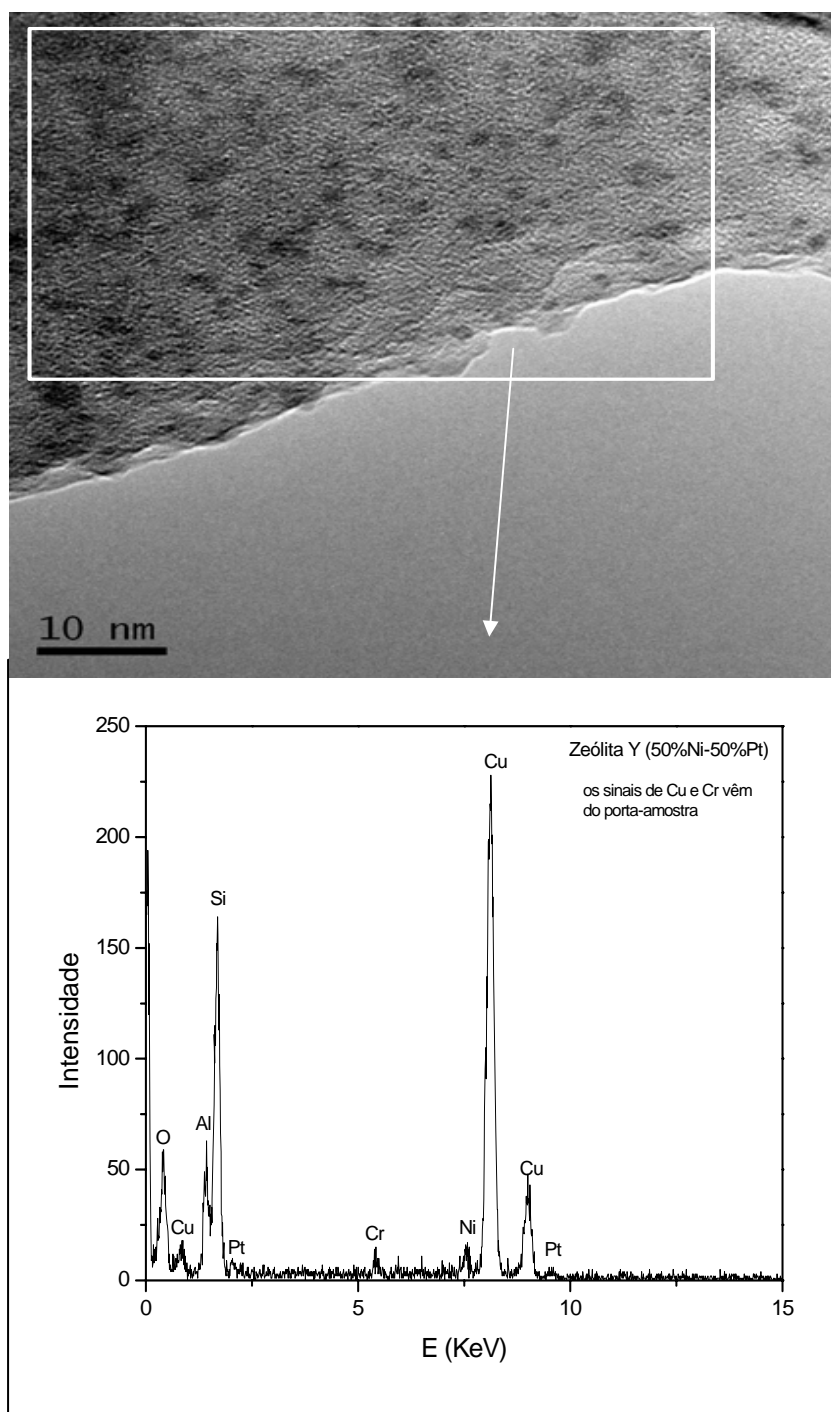 10 nm
250
200
150
100
50
0
Intensidade
Zeólita Y (50%Ni-50%Pt)
os sinais de Cu e Cr vêm
do porta-amostra
Cu
Si
Al
O
Cu
Pt
Cr
Ni
Cu
Pt
0
5
10
15
E (KeV)